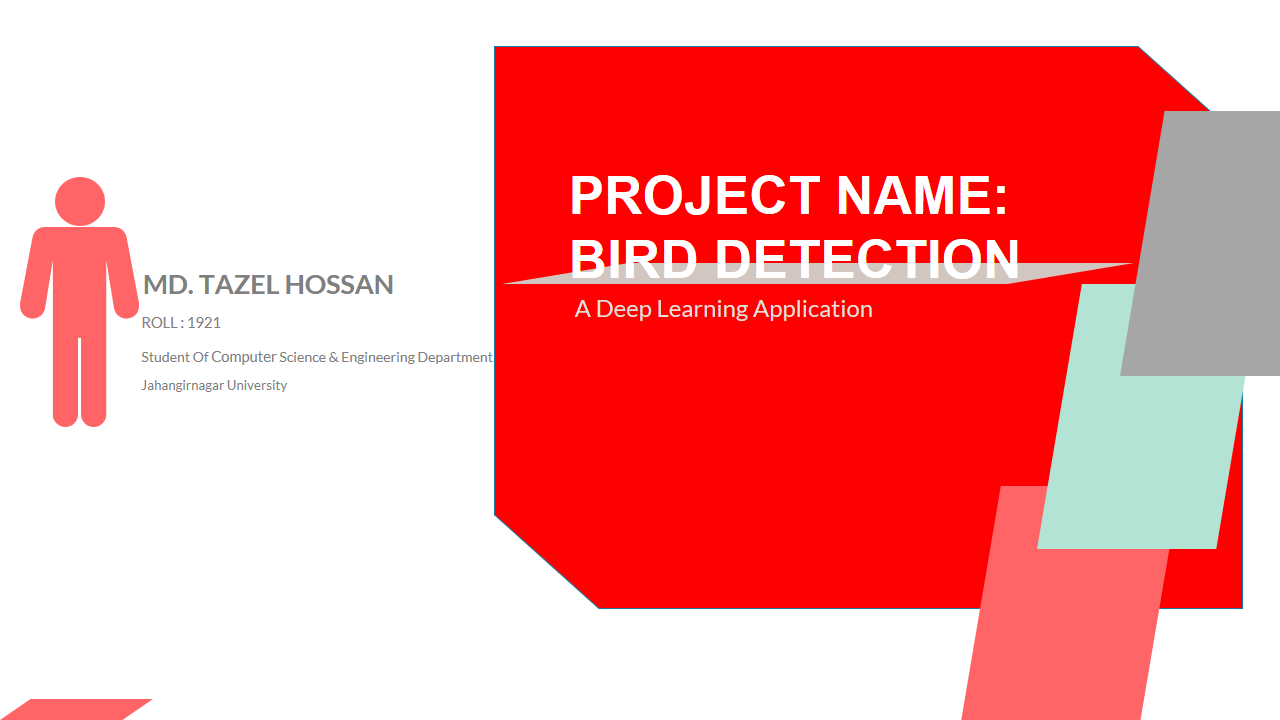 MD. TAZEL HOSSAN
ROLL : 1921
Student Of Computer Science & Engineering Department
Jahangirnagar University
PROJECT NAME:
BIRD DETECTION
A Deep Learning Application